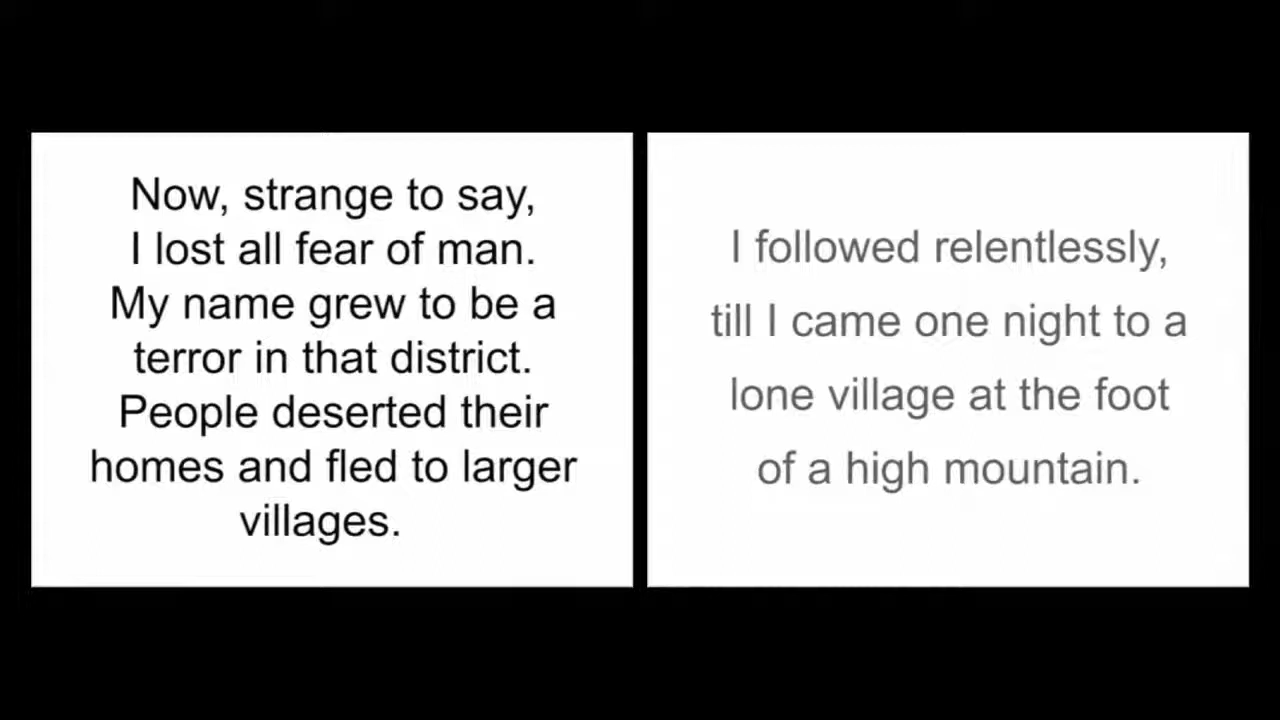 Now, strange to say,
I lost all fear of man.
My name grew to be a
terror in that district.
People deserted their
homes and fled to larger
villages.
I followed relentlessly,
till I came one night to a
lone village at the foot
of a high mountain.